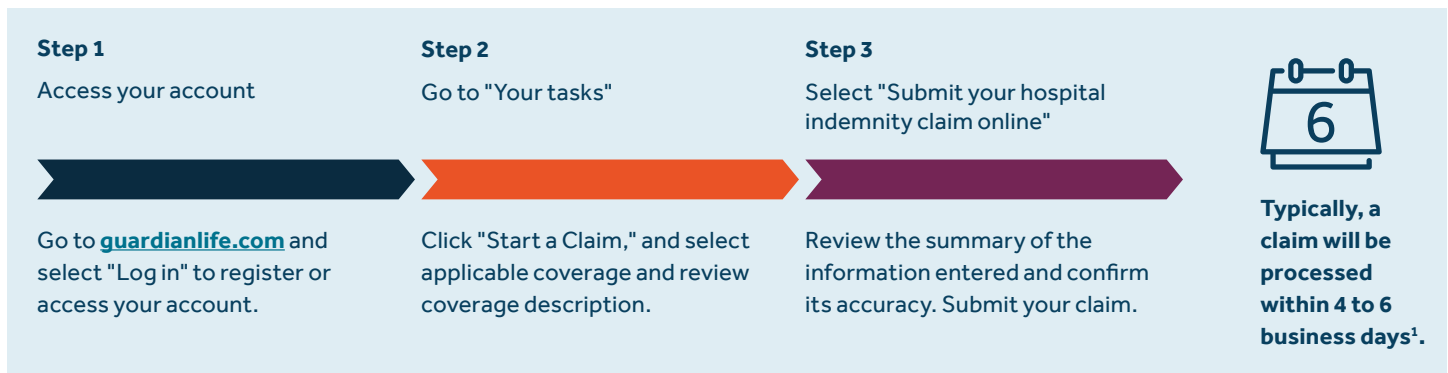 Step 1
Access your account
Go to guardianlife.com and
select "Log in" to register or
access your account.
Step 2
Go to "Your tasks"
Click "Start a Claim," and select
applicable coverage and review
coverage description.
Step 3
Select "Submit your hospital
indemnity claim online"
Review the summary of the
information entered and confirm
its accuracy. Submit your claim.
6
Typically, a
claim will be
processed
within 4 to 6
business days¹.